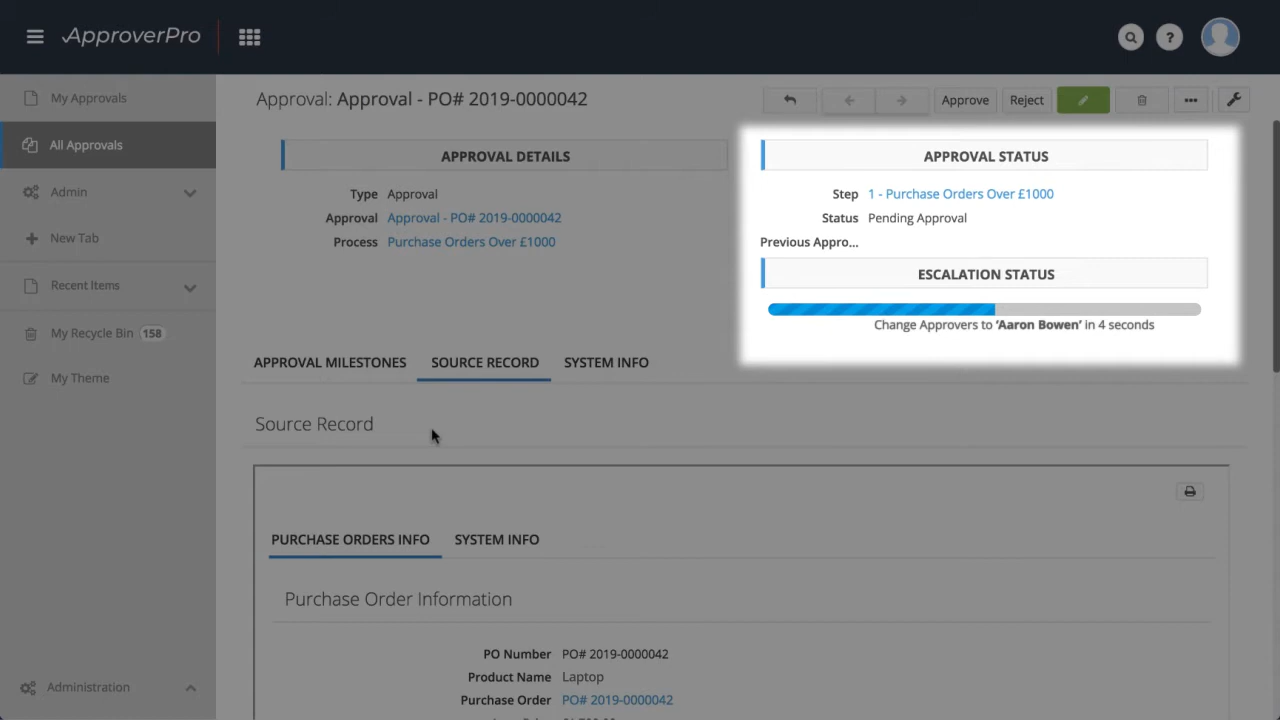 ApproverPro
My Approvals
All Approvals
Admin
New Tab
Recent Items
My Recycle Bin 158
My Theme
Administration
Approval: Approval - PO# 2019-0000042
Approve Reject
APPROVAL DETAILS
Type Approval
Approval Approval - PO# 2019-0000042
Process Purchase Orders Over £1000
APPROVAL STATUS
Step 1 - Purchase Orders Over £1000
Status Pending Approval
Previous Appro...
ESCALATION STATUS
Change Approvers to ‘Aaron Bowen’ in 4 seconds
APPROVAL MILESTONES SOURCE RECORD SYSTEM INFO
Source Record
PURCHASE ORDERS INFO SYSTEM INFO
Purchase Order Information
PO Number PO# 2019-0000042
Product Name Laptop
Purchase Order PO# 2019-0000042